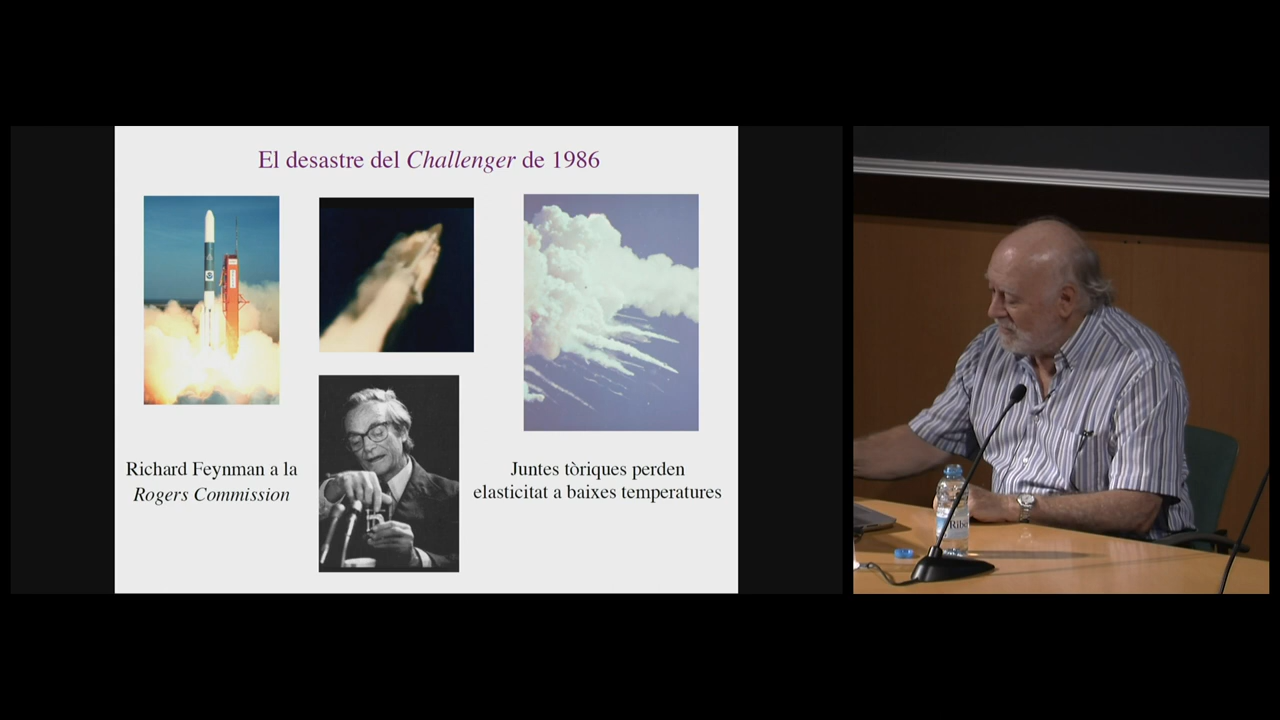 El desastre del Challenger de 1986
Richard Feynman a la
Rogers Commission
Juntes tòriques perden
elasticitat a baixes temperatures